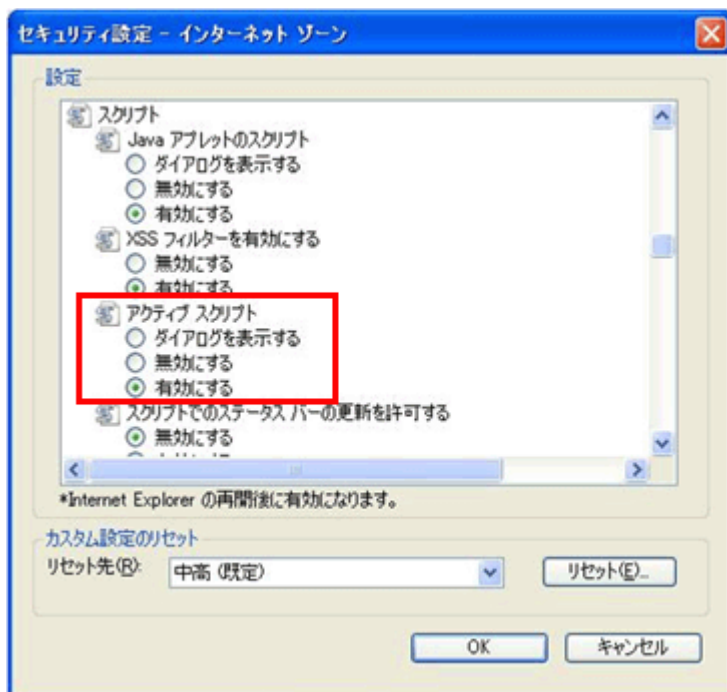 セキュリティ設定 - インターネット ゾーン
設定
スクリプト
Java アプレットのスクリプト
ダイアログを表示する
無効にする
有効にする
XSS フィルターを有効にする
無効にする
有効にする
アクティブ スクリプト
ダイアログを表示する
無効にする
有効にする
スクリプトでのステータス バーの更新を許可する
無効にする
*Internet Explorer の再開後に有効になります。
カスタム設定のリセット
リセット先(R): 中高 (既定) リセット(E)...
OK キャンセル